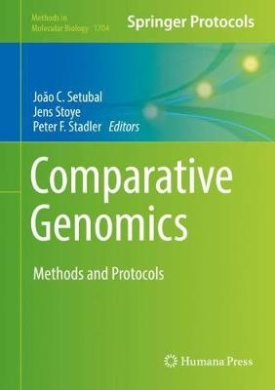 Methods in
Molecular Biology 1704
Springer Protocols
João C. Setubal
Jens Stoye
Peter F. Stadler Editors
Comparative
Genomics
Methods and Protocols
Humana Press